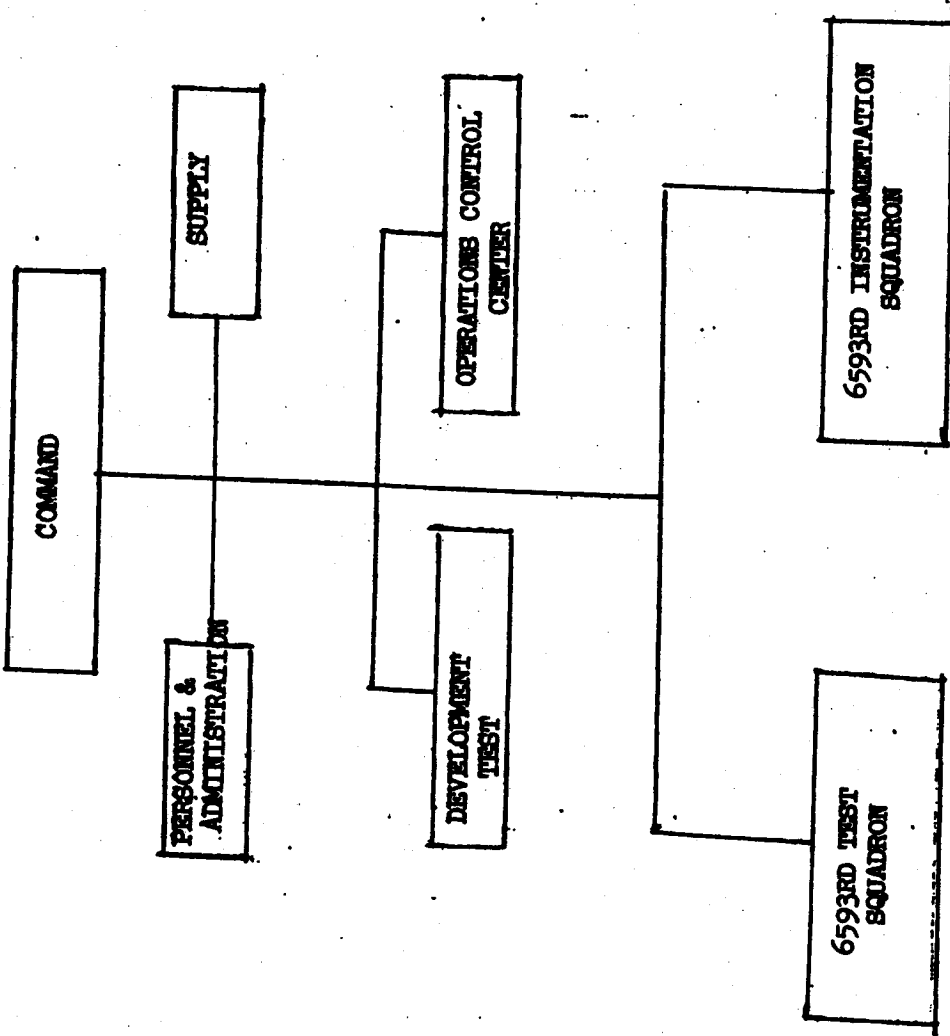 COMMAND
PERSONNEL &
ADMINISTRATION
SUPPLY
DEVELOPMENT
TEST
OPERATIONS CONTROL
CENTER
6593RD TEST
SQUADRON
6593RD INSTRUMENTATION
SQUADRON